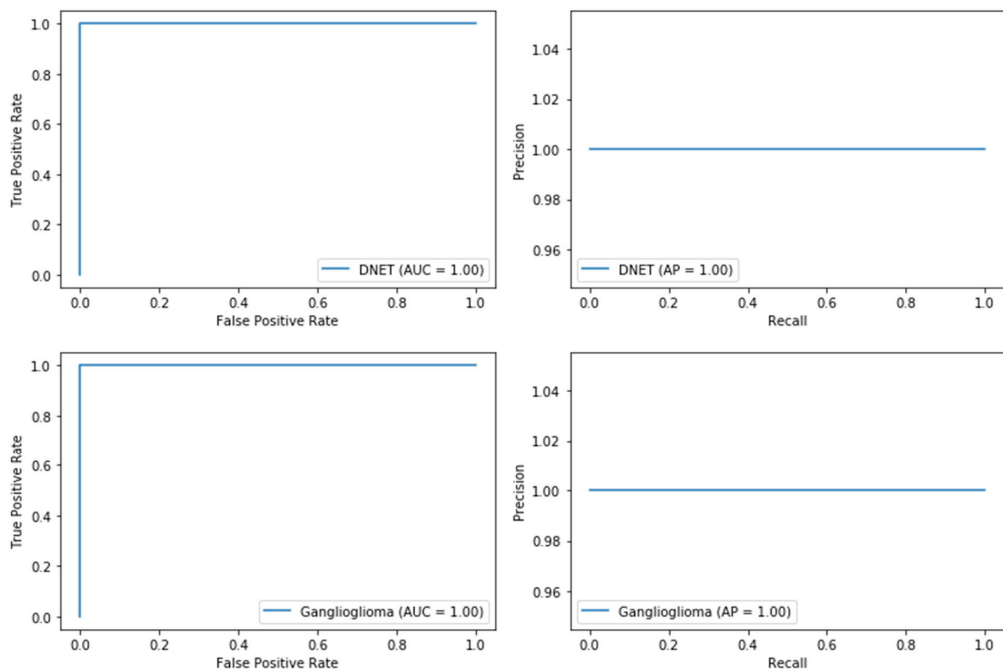 1.0
0.8
0.6
0.4
0.2
0.0
True Positive Rate
0.0 0.2 0.4 0.6 0.8 1.0
False Positive Rate
DNET (AUC = 1.00)
1.04
1.02
1.00
0.98
0.96
Precision
0.0 0.2 0.4 0.6 0.8 1.0
Recall
DNET (AP = 1.00)
1.0
0.8
0.6
0.4
0.2
0.0
True Positive Rate
0.0 0.2 0.4 0.6 0.8 1.0
False Positive Rate
Ganglioglioma (AUC = 1.00)
1.04
1.02
1.00
0.98
0.96
Precision
0.0 0.2 0.4 0.6 0.8 1.0
Recall
Ganglioglioma (AP = 1.00)